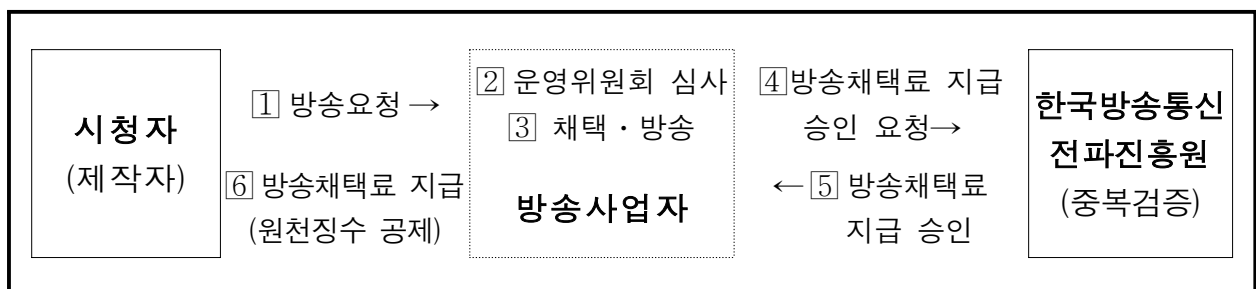 시청자
(제작자)
1 방송요청 →
6 방송채택료 지급
(원천징수 공제)
2 운영위원회 심사
3 채택 · 방송
방송사업자
4 방송채택료 지급
승인 요청→
← 5 방송채택료
지급 승인
한국방송통신
전파진흥원
(중복검증)